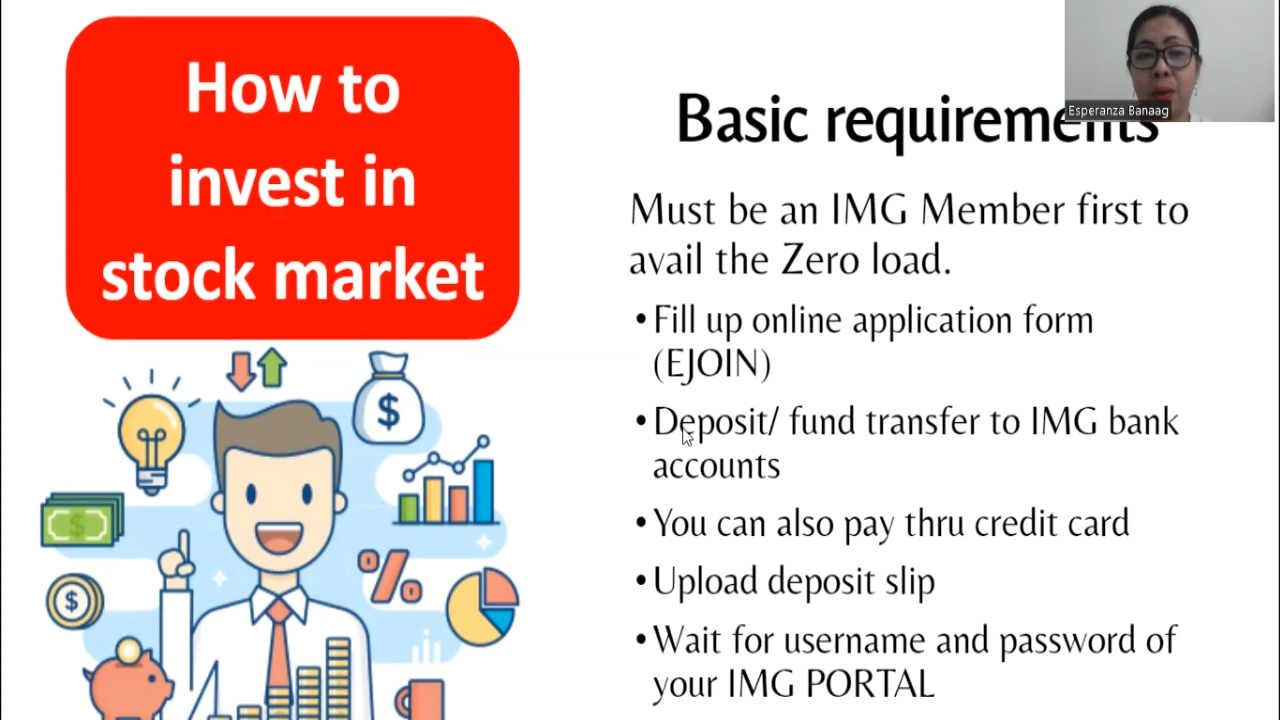 How to
invest in
stock market
Esperanza Banaag
Basic requirements
Must be an IMG Member first to
avail the Zero load.
•Fill up online application form
(EJOIN)
•Deposit/ fund transfer to IMG bank
accounts
•You can also pay thru credit card
•Upload deposit slip
•Wait for username and password of
your IMG PORTAL
$
$
$
%